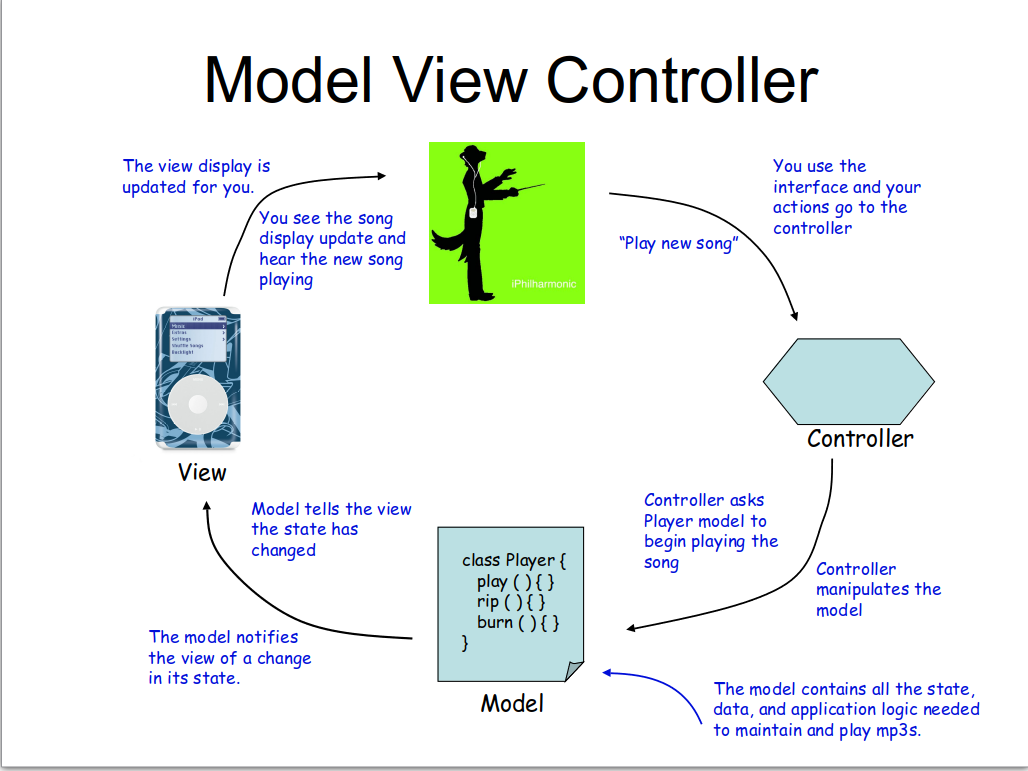 Model View Controller
The view display is
updated for you.
You see the song
display update and
hear the new song
playing
iPhilharmonic
“Play new song”
You use the
interface and your
actions go to the
controller
iPod
Music
Extras
Settings
Shuffle Songs
Backlight
View
Controller
Model tells the view
the state has
changed
Controller asks
Player model to
begin playing the
song
Controller
manipulates the
model
class Player {
play ( ) { }
rip ( ) { }
burn ( ) { }
}
The model notifies
the view of a change
in its state.
Model
The model contains all the state,
data, and application logic needed
to maintain and play mp3s.